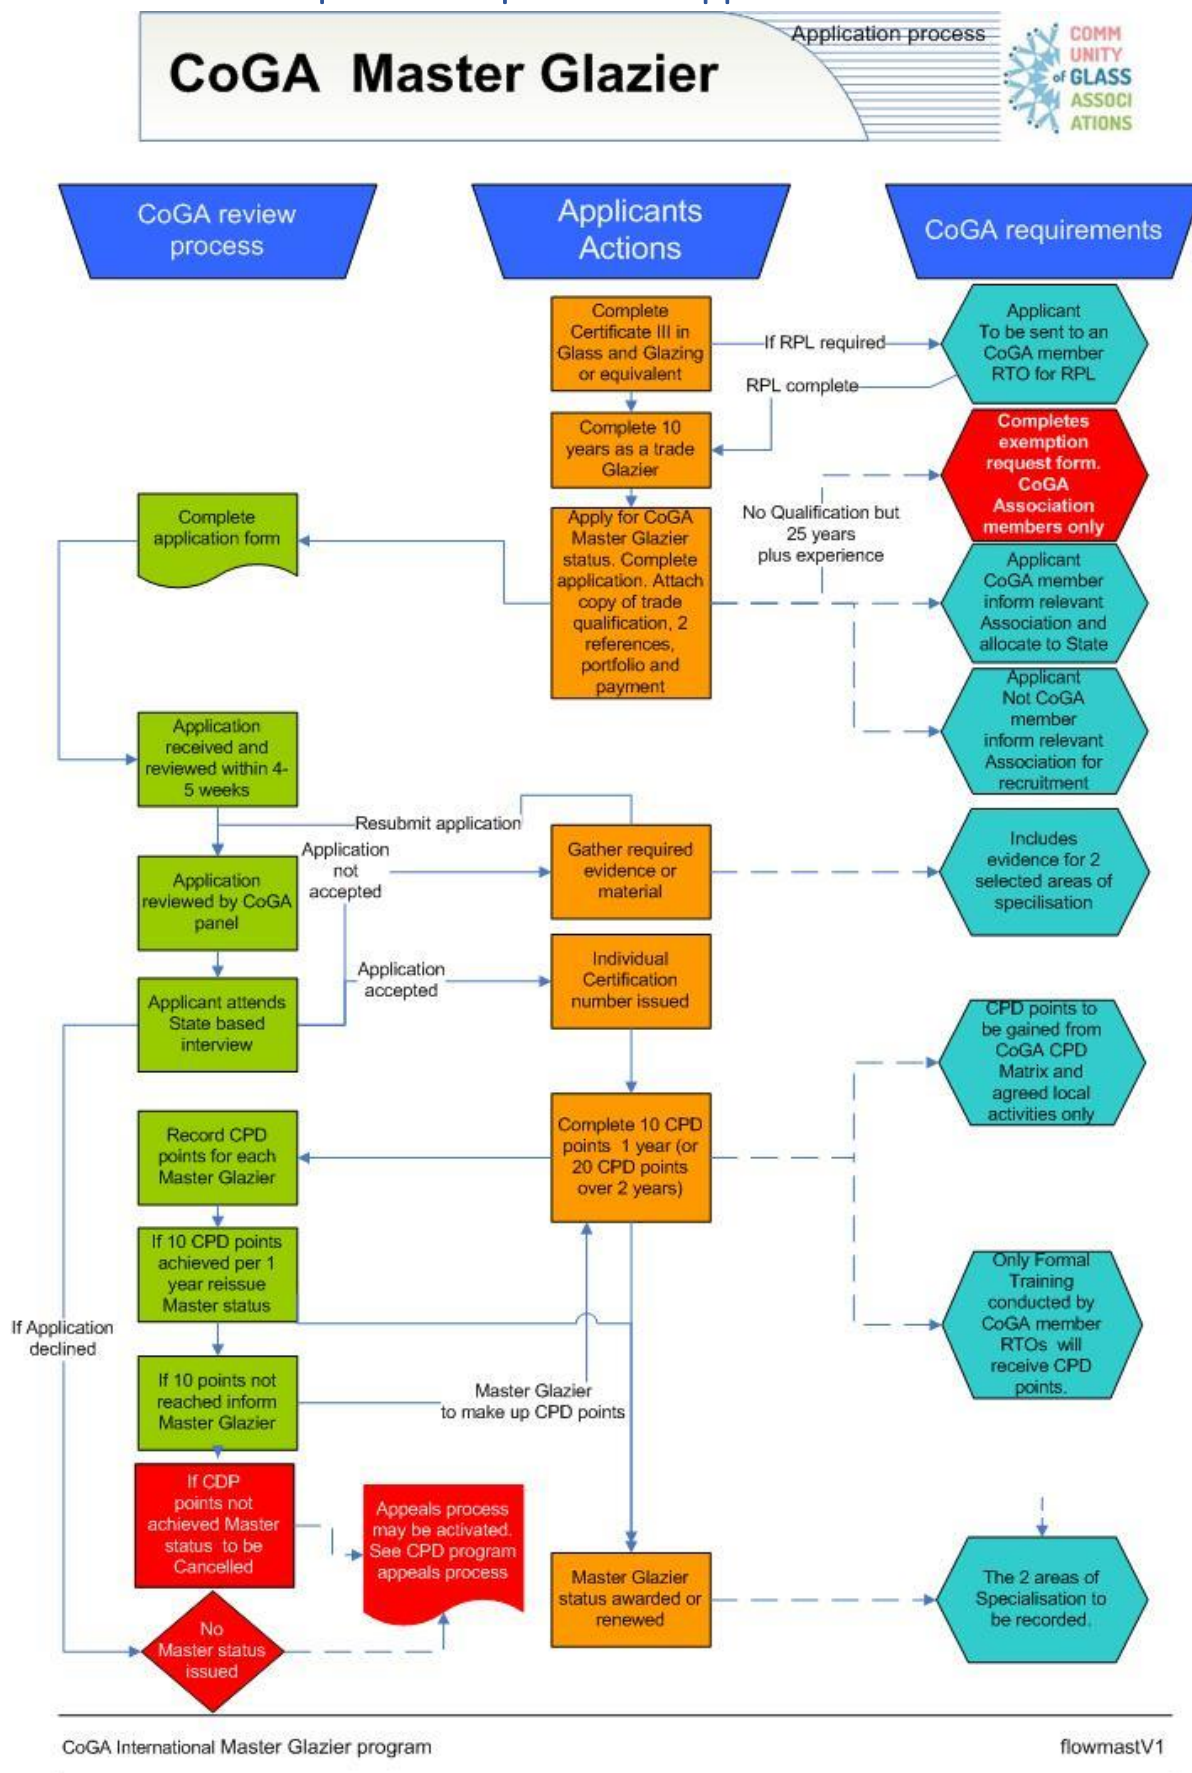 Application process
CoGA Master Glazier
COMM
UNITY
of GLASS
ASSOCI
ATIONS
CoGA review
process
Applicants
Actions
CoGA requirements
Complete
Certificate III in
Glass and Glazing
or equivalent
If RPL required
Applicant
To be sent to an
CoGA member
RTO for RPL
RPL complete
Complete 10
years as a trade
Glazier
Completes
exemption
request form.
CoGA
Association
members only
No Qualification but
25 years
plus experience
Complete
application form
Apply for CoGA
Master Glazier
status. Complete
application. Attach
copy of trade
qualification, 2
references,
portfolio and
payment
Applicant
CoGA member
inform relevant
Association and
allocate to State
Applicant
Not CoGA
member
inform relevant
Association for
recruitment
Application
received and
reviewed within 4-
5 weeks
Resubmit application
Application
not
accepted
Gather required
evidence or
material
Includes
evidence for 2
selected areas of
specilisation
Application
reviewed by CoGA
panel
Application
accepted
Individual
Certification
number issued
Applicant attends
State based
interview
CPD points to
be gained from
CoGA CPD
Matrix and
agreed local
activities only
Complete 10 CPD
points 1 year (or
20 CPD points
over 2 years)
Record CPD
points for each
Master Glazier
If 10 CPD points
achieved per 1
year reissue
Master status
Only Formal
Training
conducted by
CoGA member
RTOs will
receive CPD
points.
If Application
declined
If 10 points not
reached inform
Master Glazier
Master Glazier
to make up CPD points
If CDP
points not
achieved Master
status to be
Cancelled
Appeals process
may be activated.
See CPD program
appeals process
Master Glazier
status awarded or
renewed
The 2 areas of
Specialisation to
be recorded.
No
Master status
issued
CoGA International Master Glazier program
flowmastV1